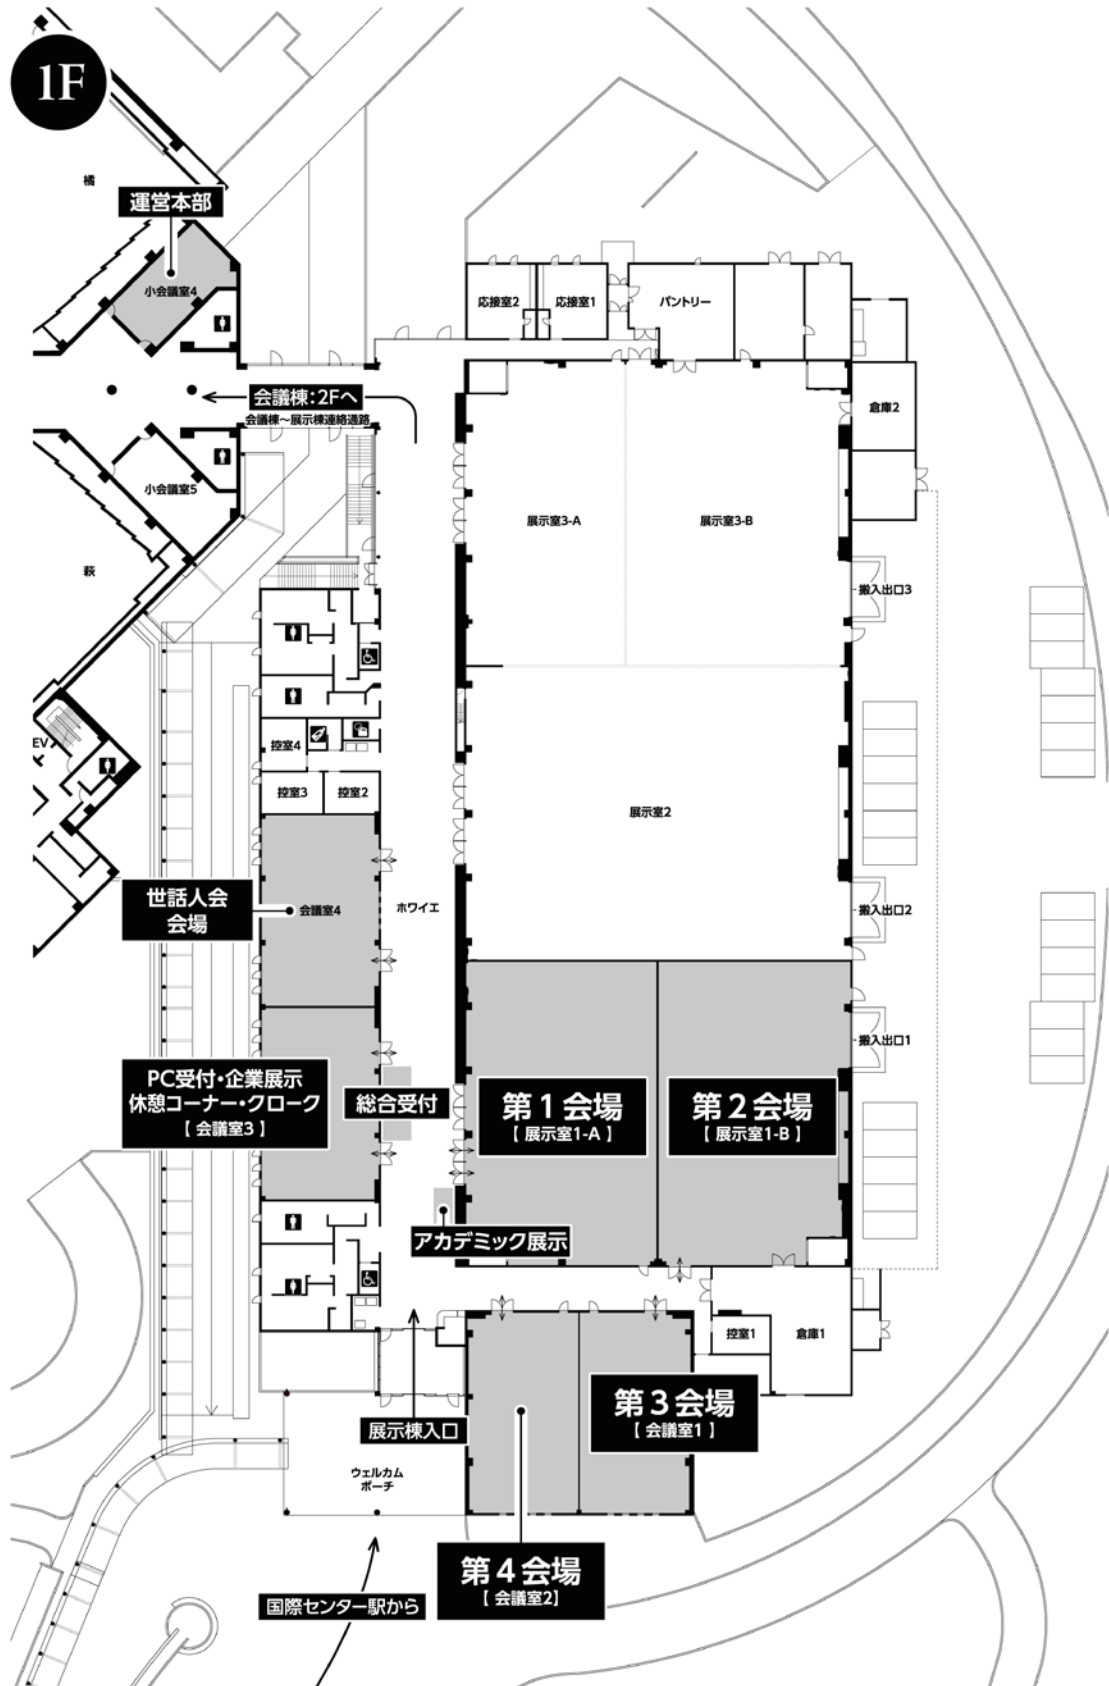 1F
橘
運営本部
小会議室4
応接室2
応接室1
パントリー
会議棟：2Fへ
会議棟～展示棟連絡通路
倉庫2
小会議室5
展示室3-A
展示室3-B
萩
搬入出口3
EV
控室4
控室3
控室2
展示室2
世話人会
会場
会議室4
ホワイエ
搬入出口2
搬入出口1
PC受付・企業展示
休憩コーナー・クローク
【 会議室3 】
総合受付
第１会場
【 展示室1-A 】
第２会場
【 展示室1-B 】
アカデミック展示
控室1
倉庫1
第３会場
【 会議室1 】
展示棟入口
ウェルカム
ポーチ
第４会場
【 会議室2】
国際センター駅から